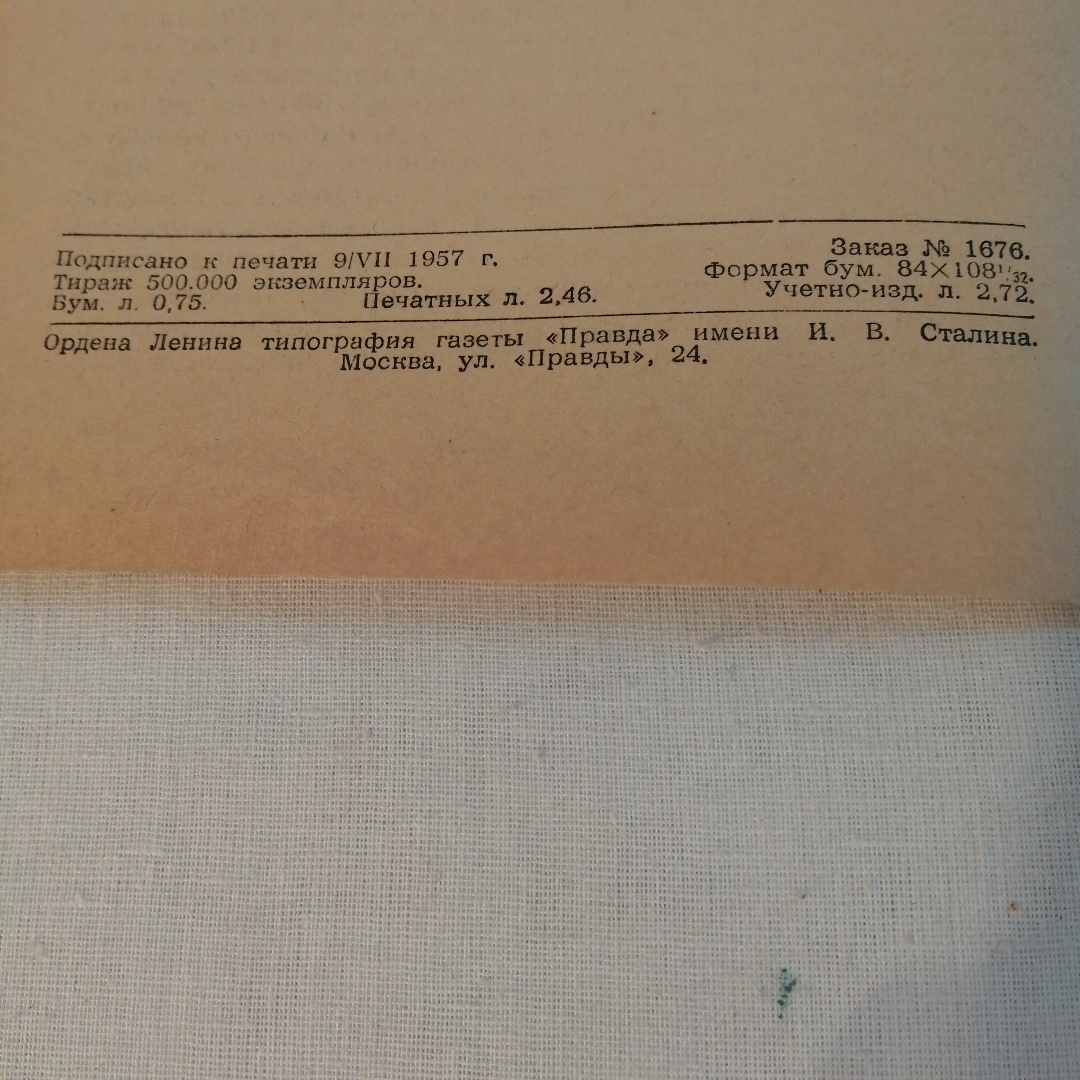 Подписано к печати 9/VII 1957 г. Заказ № 1676.
Тираж 500.000 экземпляров. Формат бум. 84×108¹/₃₂.
Бум. л. 0,75. Печатных л. 2,46. Учетно-изд. л. 2,72.
Ордена Ленина типография газеты «Правда» имени И. В. Сталина.
Москва, ул. «Правды», 24.